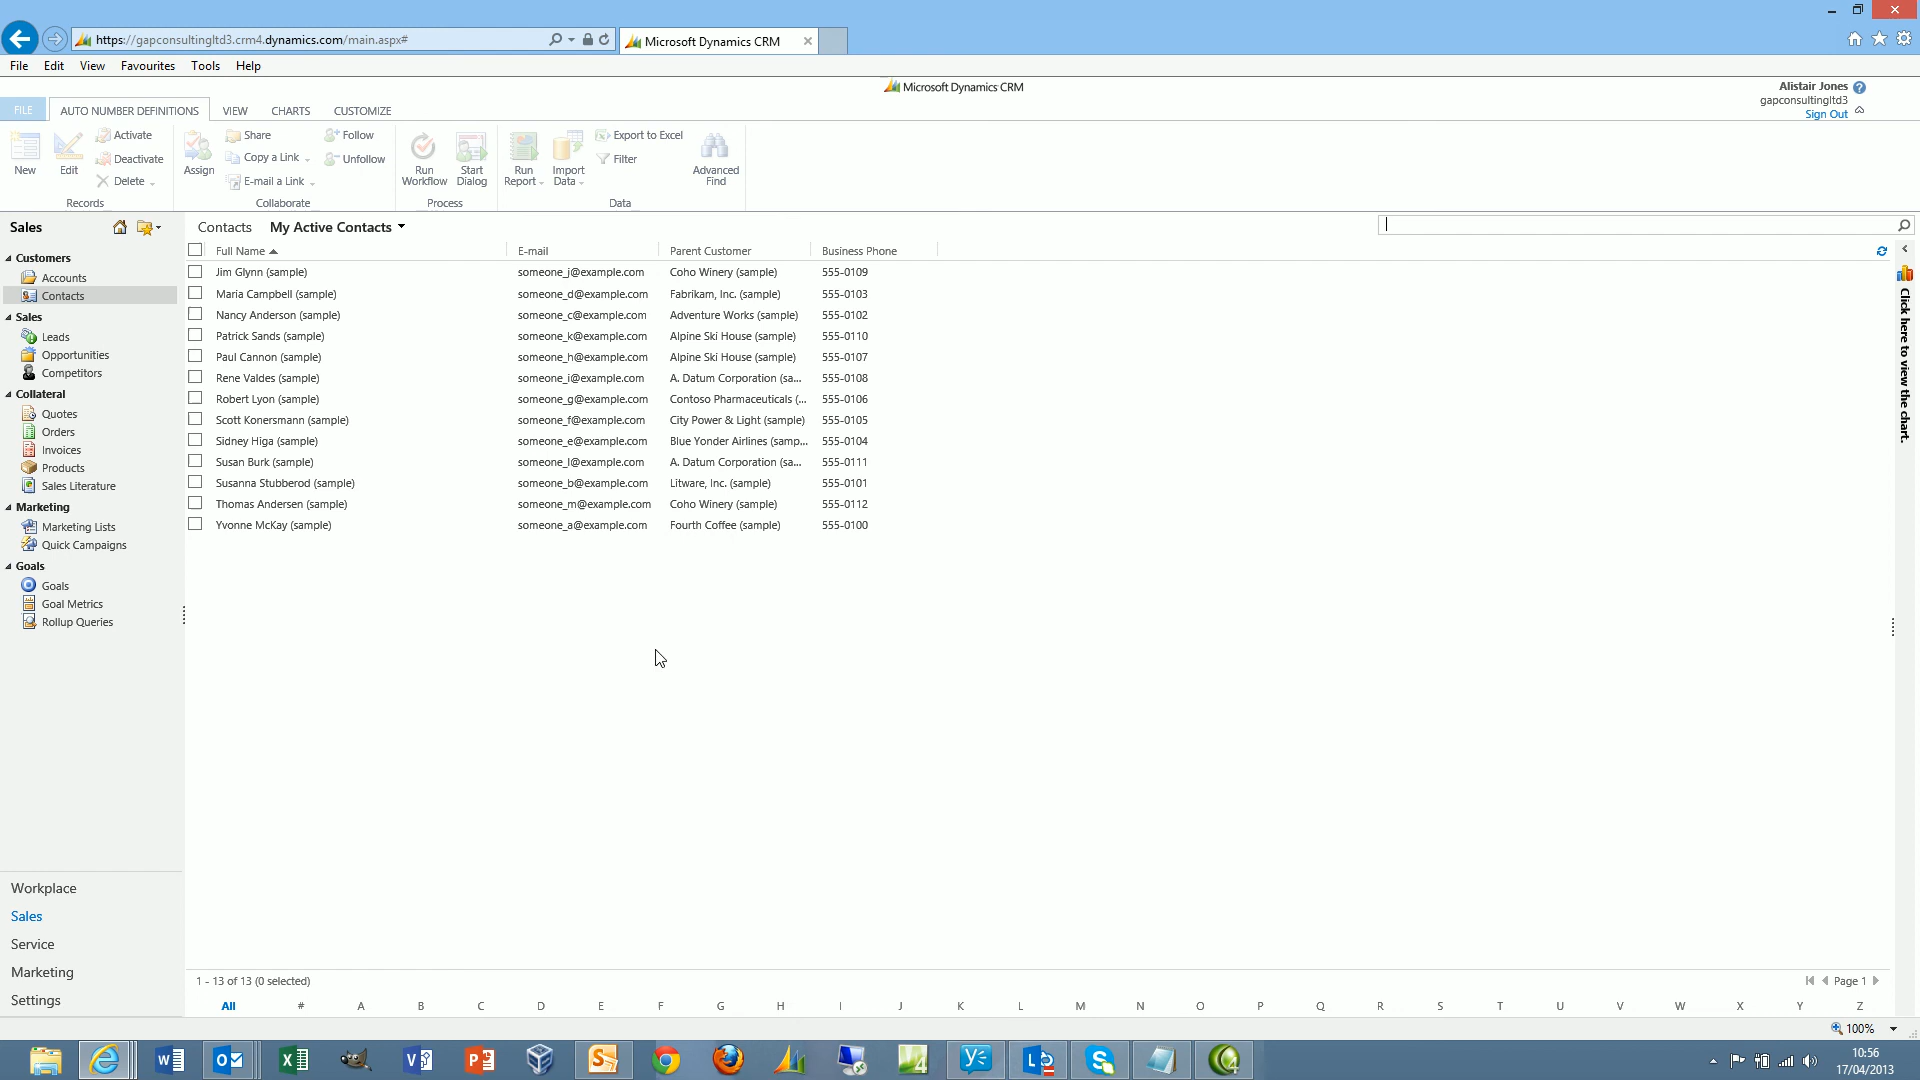 https://gapconsultingltd3.crm4.dynamics.com/main.aspx#
Microsoft Dynamics CRM
File Edit View Favourites Tools Help
Microsoft Dynamics CRM
Alistair Jones
gapconsultingltd3
Sign Out
FILE AUTO NUMBER DEFINITIONS VIEW CHARTS CUSTOMIZE
New
Edit
Activate
Deactivate
Delete
Records
Assign
Share
Copy a Link
E-mail a Link
Follow
Unfollow
Collaborate
Run Workflow
Start Dialog
Process
Run Report
Import Data
Export to Excel
Filter
Advanced Find
Data
Sales
Customers
Accounts
Contacts
Sales
Leads
Opportunities
Competitors
Collateral
Quotes
Orders
Invoices
Products
Sales Literature
Marketing
Marketing Lists
Quick Campaigns
Goals
Goals
Goal Metrics
Rollup Queries
Workplace
Sales
Service
Marketing
Settings
Contacts My Active Contacts
Full Name E-mail Parent Customer Business Phone
Jim Glynn (sample) someone_j@example.com Coho Winery (sample) 555-0109
Maria Campbell (sample) someone_d@example.com Fabrikam, Inc. (sample) 555-0103
Nancy Anderson (sample) someone_c@example.com Adventure Works (sample) 555-0102
Patrick Sands (sample) someone_k@example.com Alpine Ski House (sample) 555-0110
Paul Cannon (sample) someone_h@example.com Alpine Ski House (sample) 555-0107
Rene Valdes (sample) someone_i@example.com A. Datum Corporation (sa... 555-0108
Robert Lyon (sample) someone_g@example.com Contoso Pharmaceuticals (... 555-0106
Scott Konersmann (sample) someone_f@example.com City Power & Light (sample) 555-0105
Sidney Higa (sample) someone_e@example.com Blue Yonder Airlines (samp... 555-0104
Susan Burk (sample) someone_l@example.com A. Datum Corporation (sa... 555-0111
Susanna Stubberod (sample) someone_b@example.com Litware, Inc. (sample) 555-0101
Thomas Andersen (sample) someone_m@example.com Coho Winery (sample) 555-0112
Yvonne McKay (sample) someone_a@example.com Fourth Coffee (sample) 555-0100
Click here to view the chart.
1 - 13 of 13 (0 selected)
Page 1
All # A B C D E F G H I J K L M N O P Q R S T U V W X Y Z
100%
10:56
17/04/2013